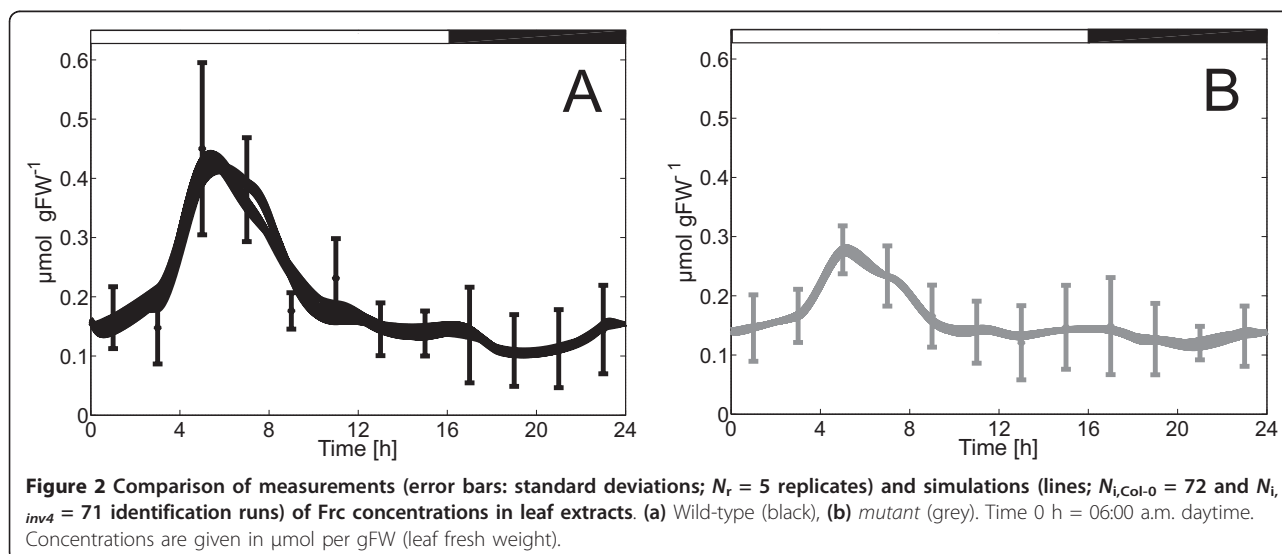 A
B
0.6
0.5
0.4
0.3
0.2
0.1
0
µmol gFW⁻¹
0 4 8 12 16 20 24
Time [h]
0.6
0.5
0.4
0.3
0.2
0.1
0
µmol gFW⁻¹
0 4 8 12 16 20 24
Time [h]
Figure 2 Comparison of measurements (error bars: standard deviations; Nr = 5 replicates) and simulations (lines; Ni,Col-0 = 72 and Ni,
inv4 = 71 identification runs) of Frc concentrations in leaf extracts. (a) Wild-type (black), (b) mutant (grey). Time 0 h = 06:00 a.m. daytime.
Concentrations are given in µmol per gFW (leaf fresh weight).